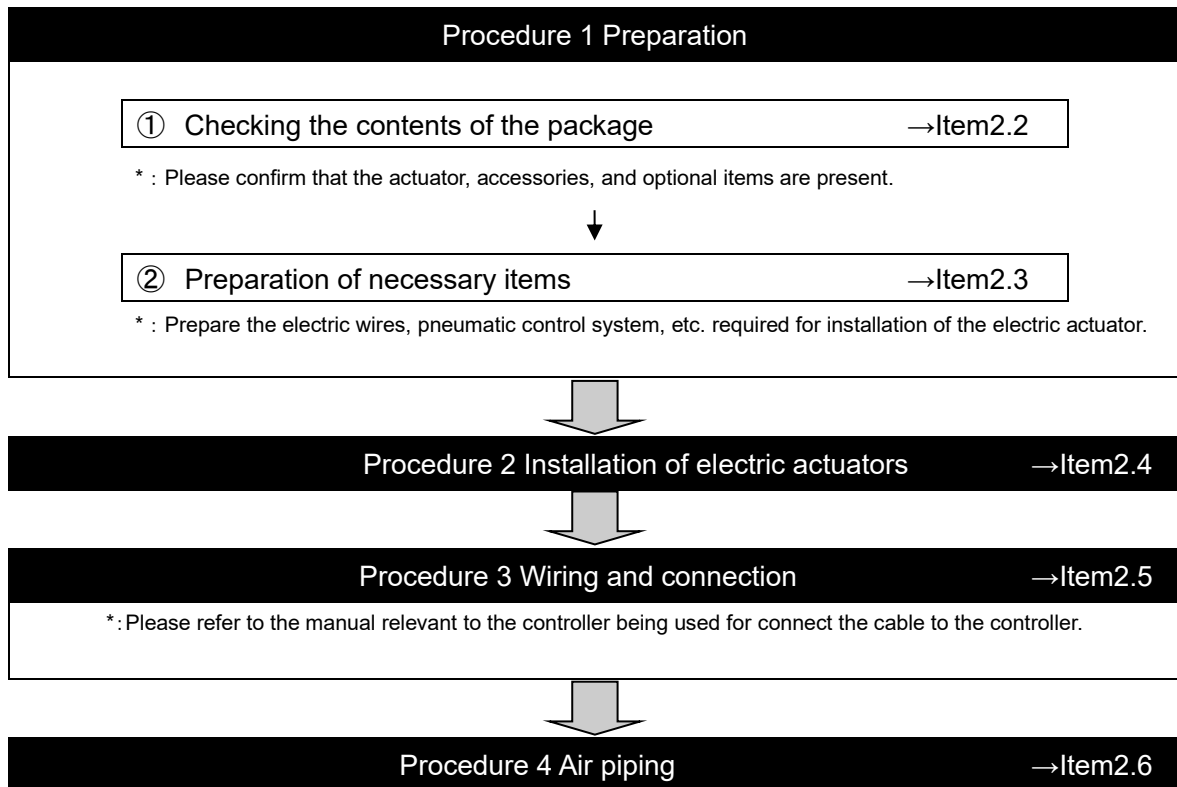 Procedure 1 Preparation
① Checking the contents of the package →Item2.2
*：Please confirm that the actuator, accessories, and optional items are present.
② Preparation of necessary items →Item2.3
*：Prepare the electric wires, pneumatic control system, etc. required for installation of the electric actuator.
Procedure 2 Installation of electric actuators →Item2.4
Procedure 3 Wiring and connection →Item2.5
*：Please refer to the manual relevant to the controller being used for connect the cable to the controller.
Procedure 4 Air piping →Item2.6